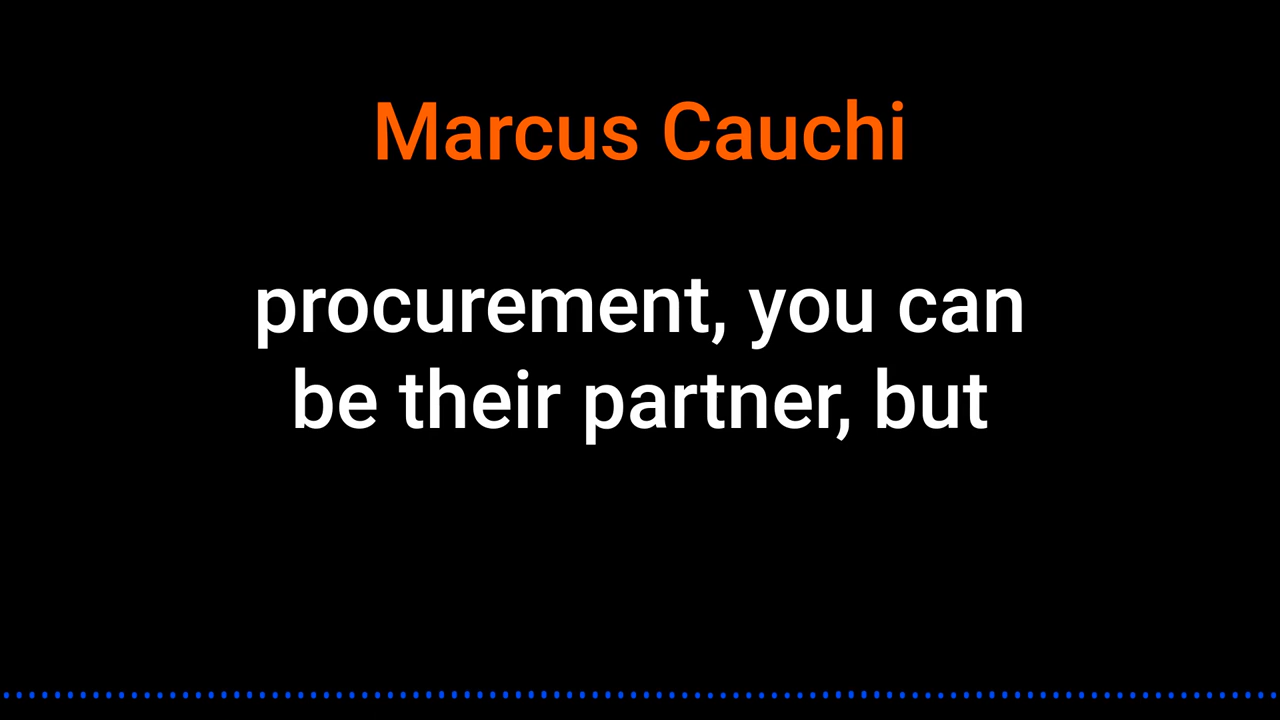 Marcus Cauchi
procurement, you can
be their partner, but